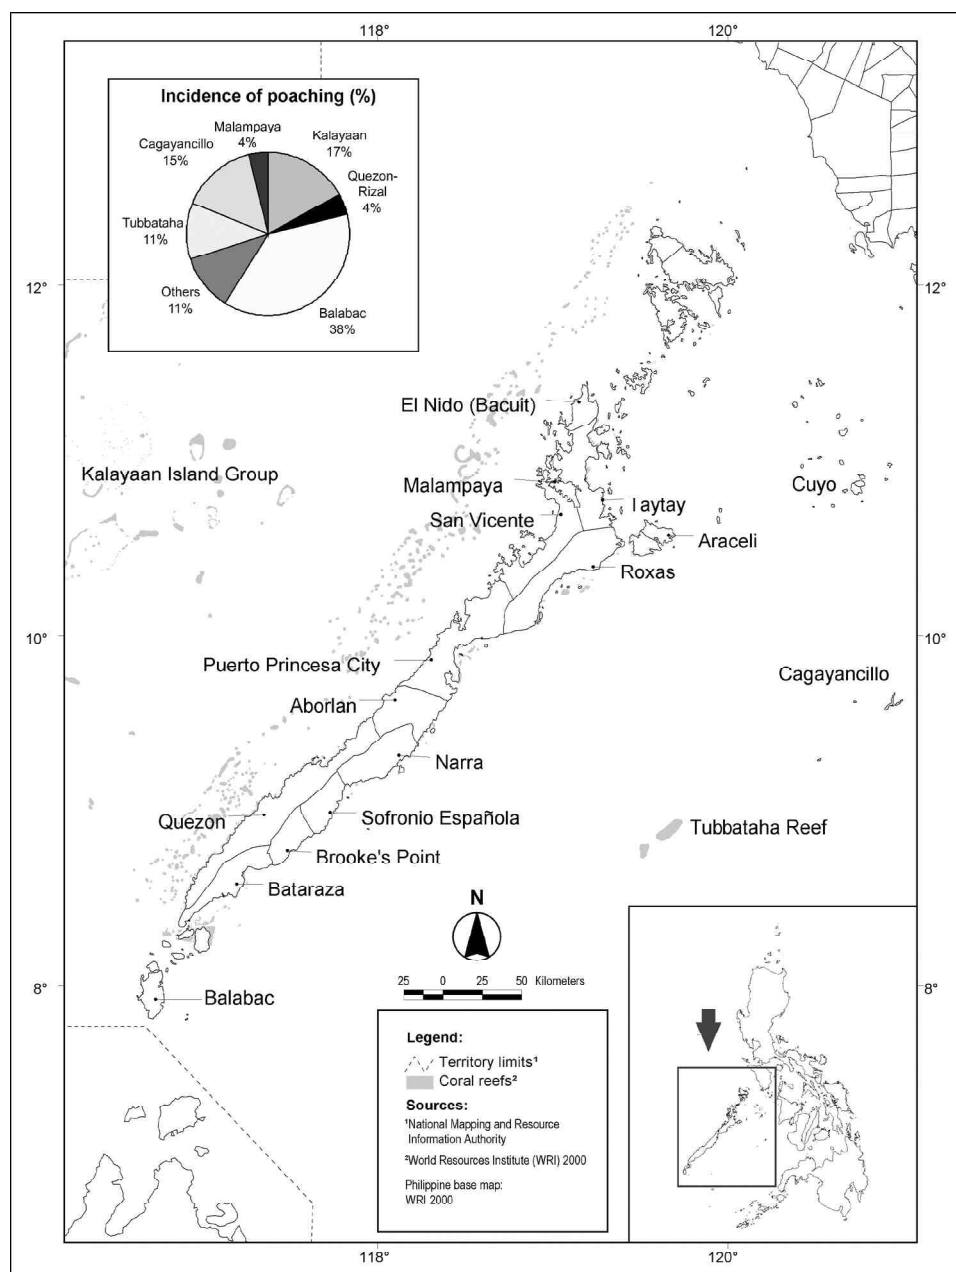 118°
120°
Incidence of poaching (%)
Malampaya
4%
Kalayaan
17%
Cagayancillo
15%
Quezon-
Rizal
4%
Tubbataha
11%
Others
11%
Balabac
38%
12°
12°
El Nido (Bacuit)
Kalayaan Island Group
Malampaya
Cuyo
Taytay
San Vicente
Araceli
Roxas
10°
10°
Puerto Princesa City
Cagayancillo
Aborlan
Narra
Quezon
Sofronio Española
Tubbataha Reef
Brooke's Point
Bataraza
N
25 0 25 50 Kilometers
8°
8°
Balabac
Legend:
Territory limits¹
Coral reefs²
Sources:
¹National Mapping and Resource
Information Authority
²World Resources Institute (WRI) 2000
Philippine base map:
WRI 2000
118°
120°